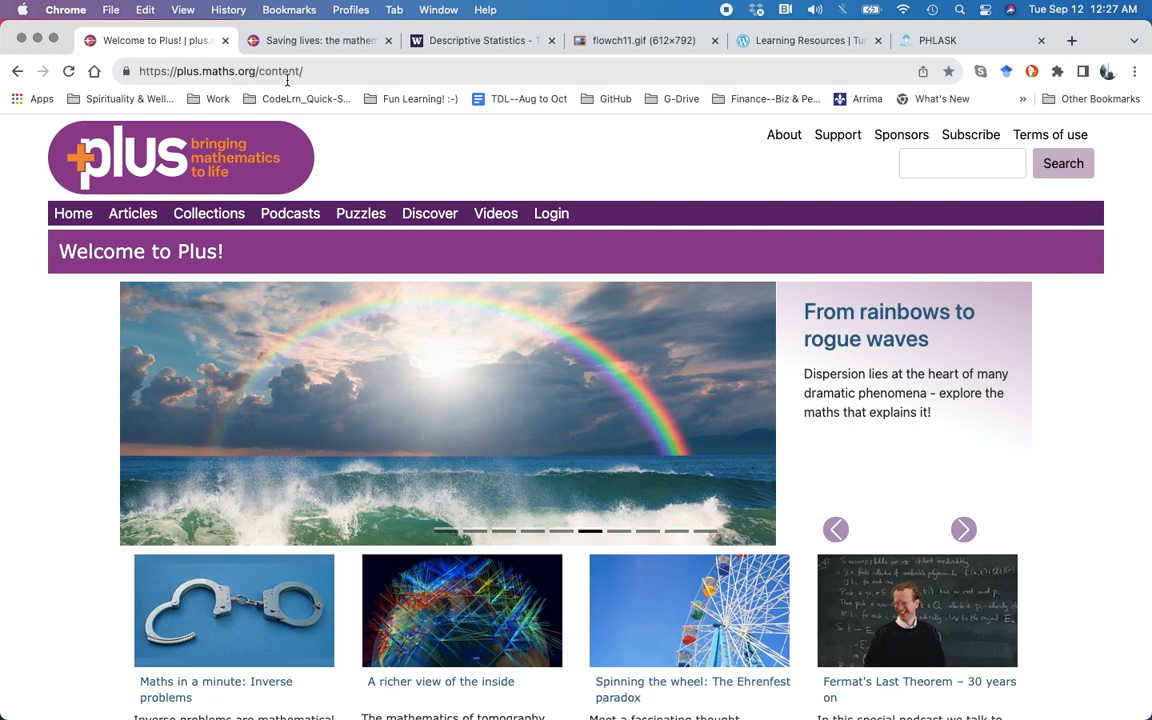 Chrome File Edit View History Bookmarks Profiles Tab Window Help Tue Sep 12 12:27 AM
Welcome to Plus! | plus. Saving lives: the mathem Descriptive Statistics - T flowch11.gif (612×792) Learning Resources | Tu PHLASK
https://plus.maths.org/content/
Apps Spirituality & Well... Work CodeLrn_Quick-S... Fun Learning! :-) TDL--Aug to Oct GitHub G-Drive Finance--Biz & Pe... Arrima What's New » Other Bookmarks
+plus bringing
mathematics
to life
About Support Sponsors Subscribe Terms of use
Search
Home Articles Collections Podcasts Puzzles Discover Videos Login
Welcome to Plus!
From rainbows to
rogue waves
Dispersion lies at the heart of many
dramatic phenomena - explore the
maths that explains it!
Maths in a minute: Inverse
problems
Inverse problems are mathematical
A richer view of the inside
The mathematics of tomography
Spinning the wheel: The Ehrenfest
paradox
Meet a fascinating thought
Fermat's Last Theorem – 30 years
on
In this special podcast we talk to